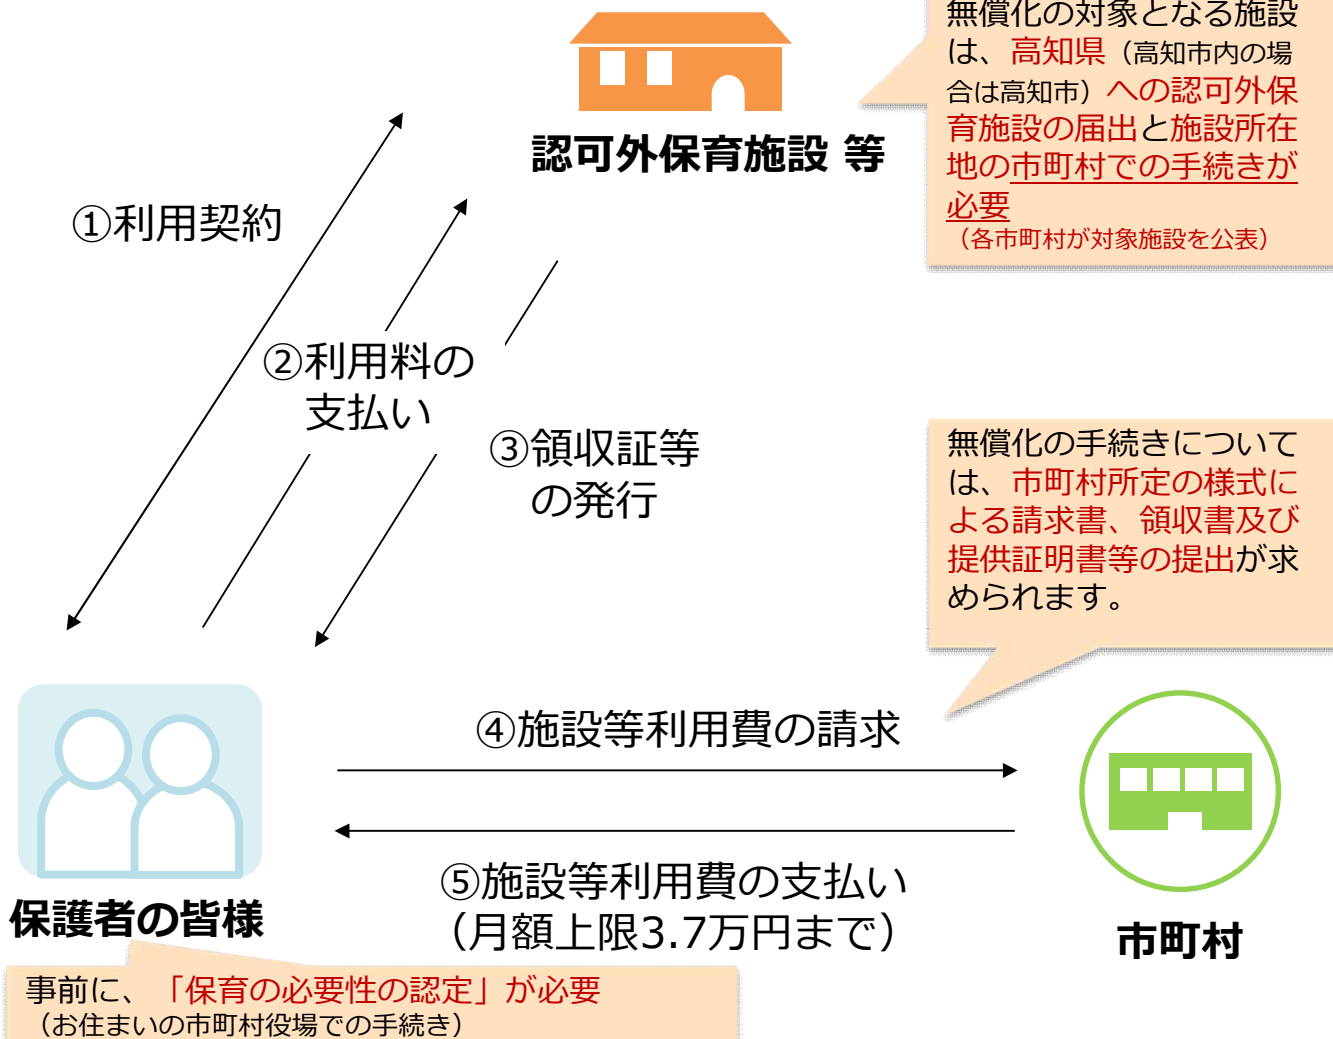 無償化の対象となる施設
は、高知県（高知市内の場
合は高知市）への認可外保
育施設の届出と施設所在
地の市町村での手続きが
必要
（各市町村が対象施設を公表）
認可外保育施設 等
①利用契約
②利用料の
支払い
③領収証等
の発行
無償化の手続きについて
は、市町村所定の様式に
よる請求書、領収書及び
提供証明書等の提出が求
められます。
④施設等利用費の請求
⑤施設等利用費の支払い
（月額上限3.7万円まで）
保護者の皆様
市町村
事前に、「保育の必要性の認定」が必要
（お住まいの市町村役場での手続き）